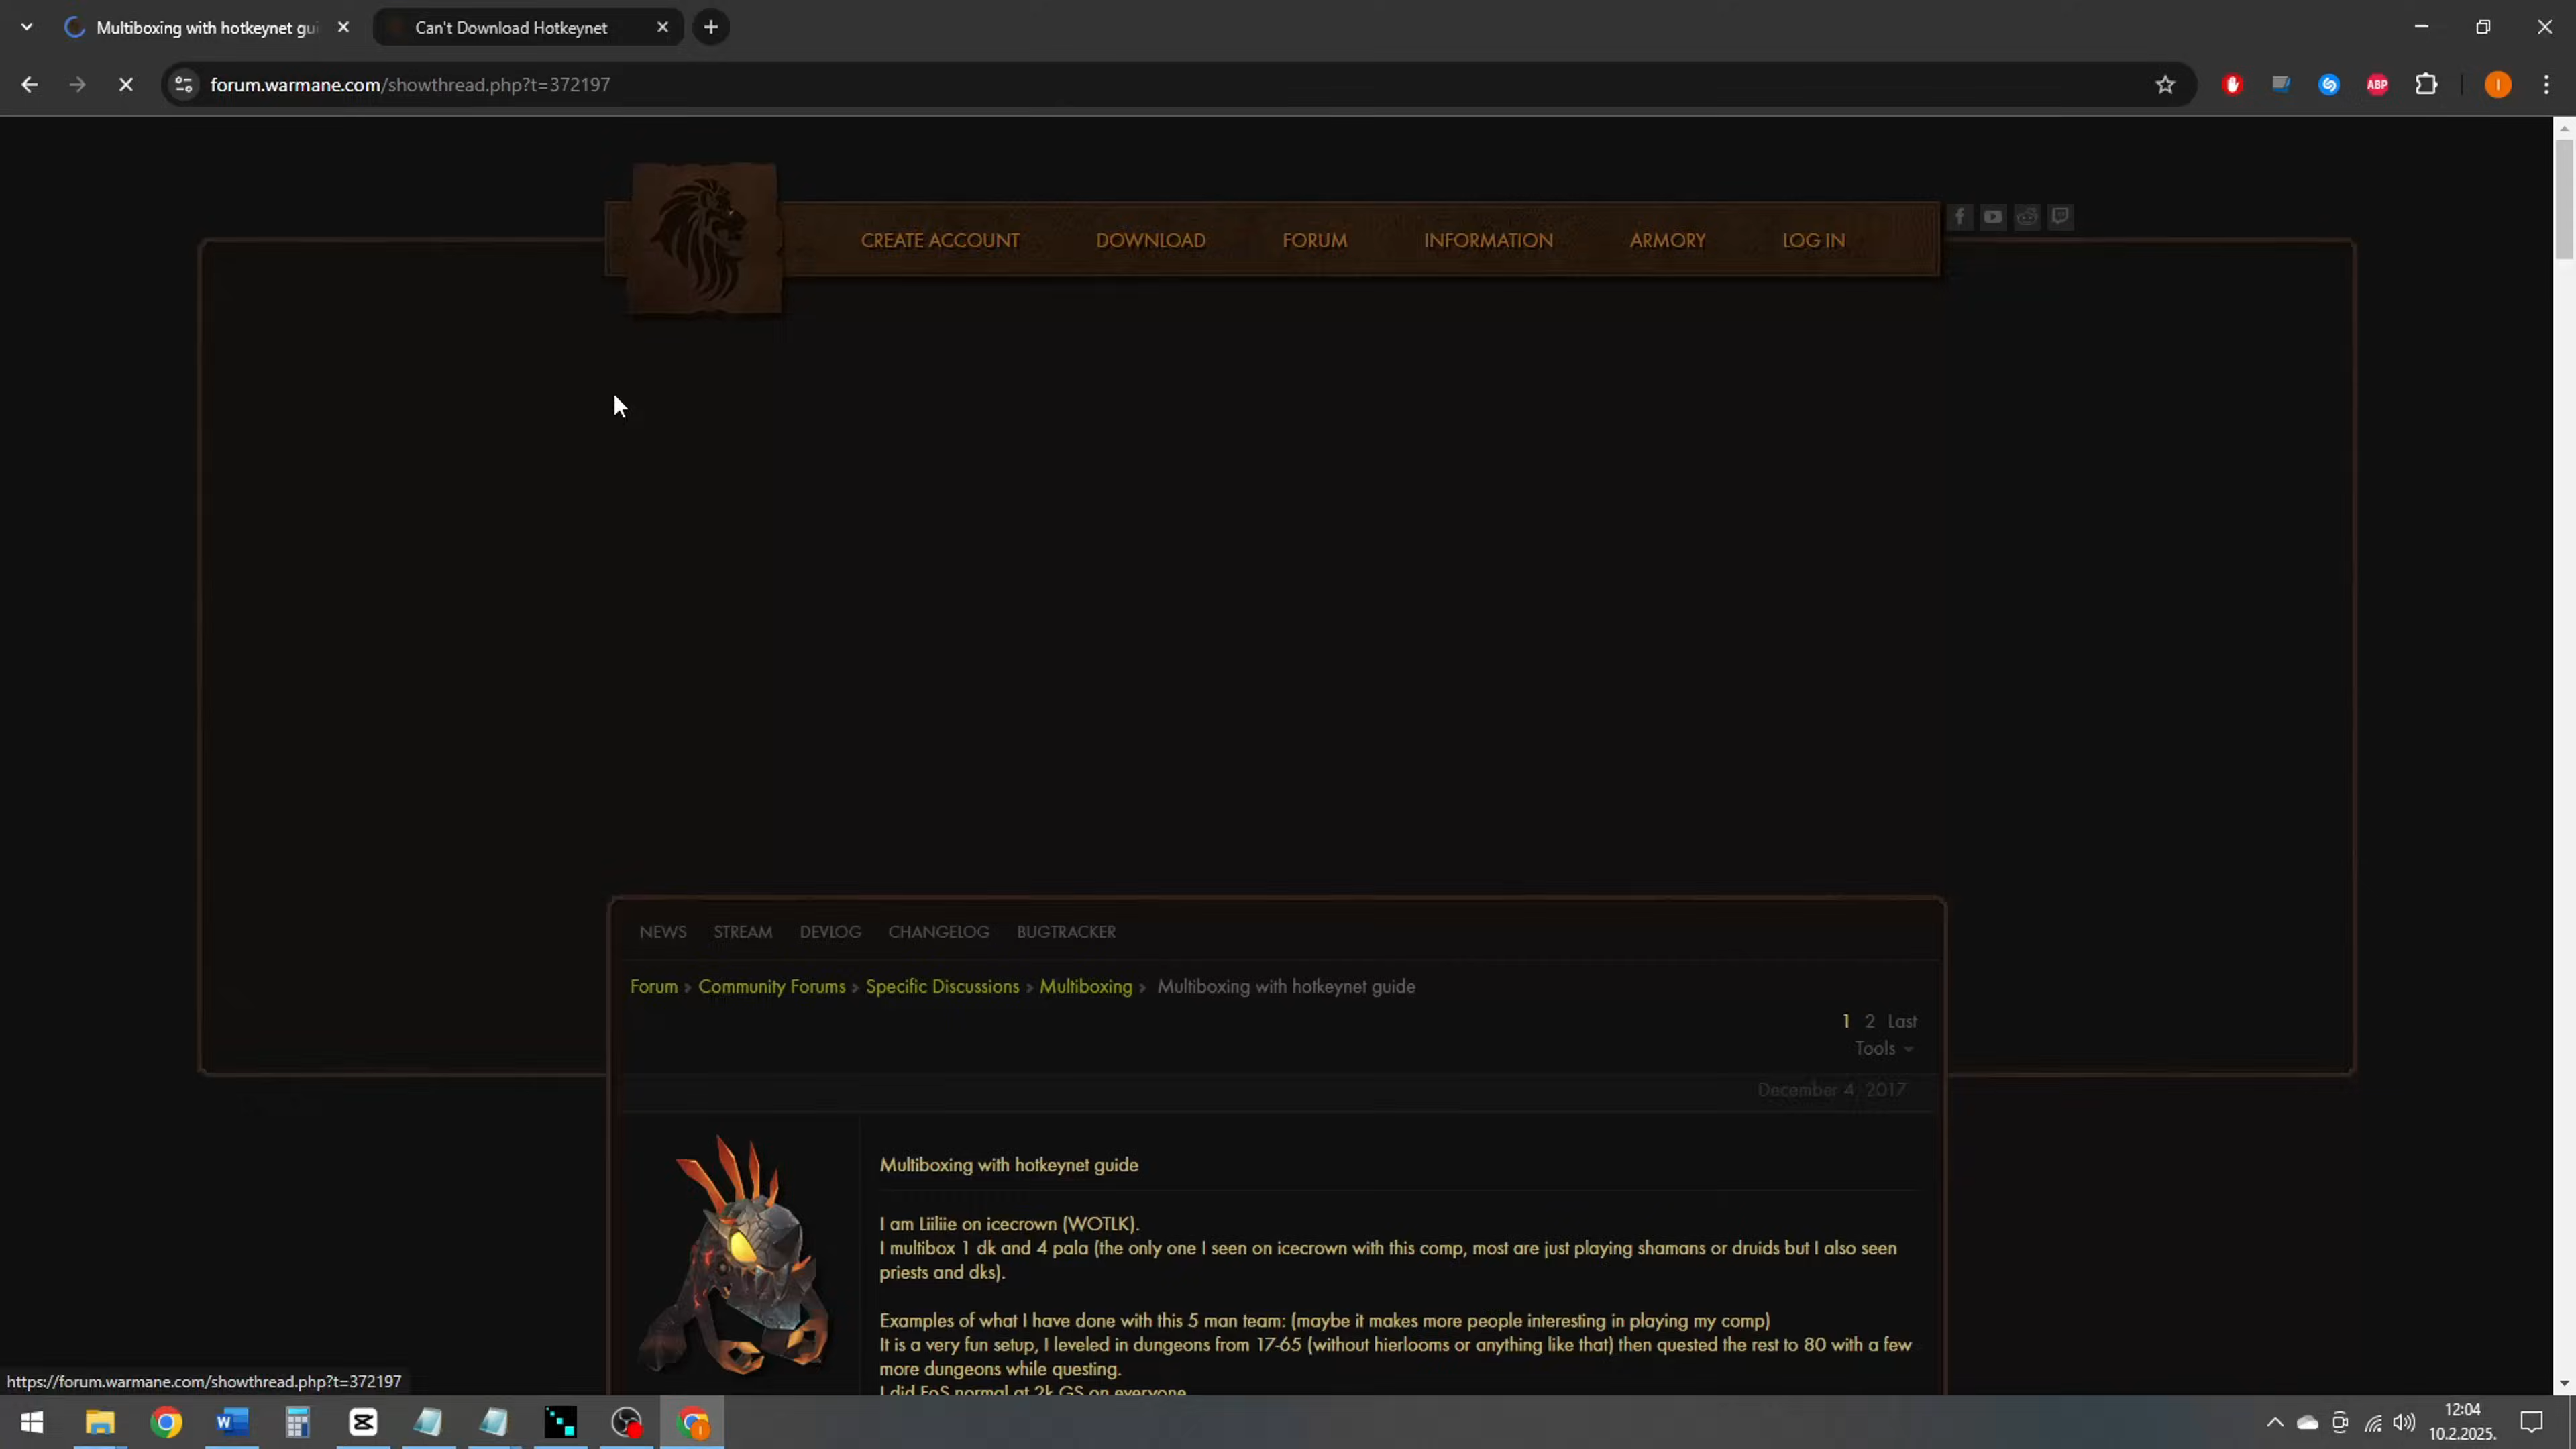 Multiboxing with hotkeynet gui
Can't Download Hotkeynet
forum.warmane.com/showthread.php?t=372197
ABP
I
CREATE ACCOUNT DOWNLOAD FORUM INFORMATION ARMORY LOG IN
NEWS STREAM DEVLOG CHANGELOG BUGTRACKER
Forum » Community Forums » Specific Discussions » Multiboxing » Multiboxing with hotkeynet guide
1 2 Last
Tools
December 4, 2017
Multiboxing with hotkeynet guide
I am Liiliie on icecrown (WOTLK).
I multibox 1 dk and 4 pala (the only one I seen on icecrown with this comp, most are just playing shamans or druids but I also seen
priests and dks).
Examples of what I have done with this 5 man team: (maybe it makes more people interesting in playing my comp)
It is a very fun setup, I leveled in dungeons from 17-65 (without hierlooms or anything like that) then quested the rest to 80 with a few
more dungeons while questing.
I did FoS normal at 2k GS on everyone
https://forum.warmane.com/showthread.php?t=372197
12:04
10.2.2025.